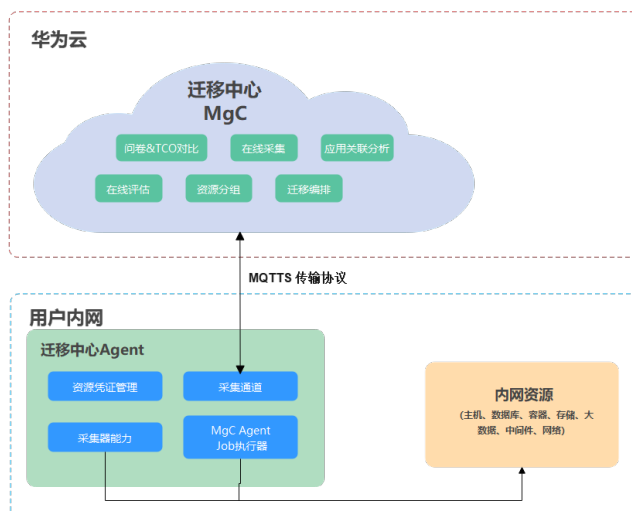 华为云
迁移中心
MgC
问卷&TCO对比
在线采集
应用关联分析
在线评估
资源分组
迁移编排
MQTTS 传输协议
用户内网
迁移中心Agent
资源凭证管理
采集通道
采集器能力
MgC Agent
Job执行器
内网资源
(主机、数据库、容器、存储、大
数据、中间件、网络)